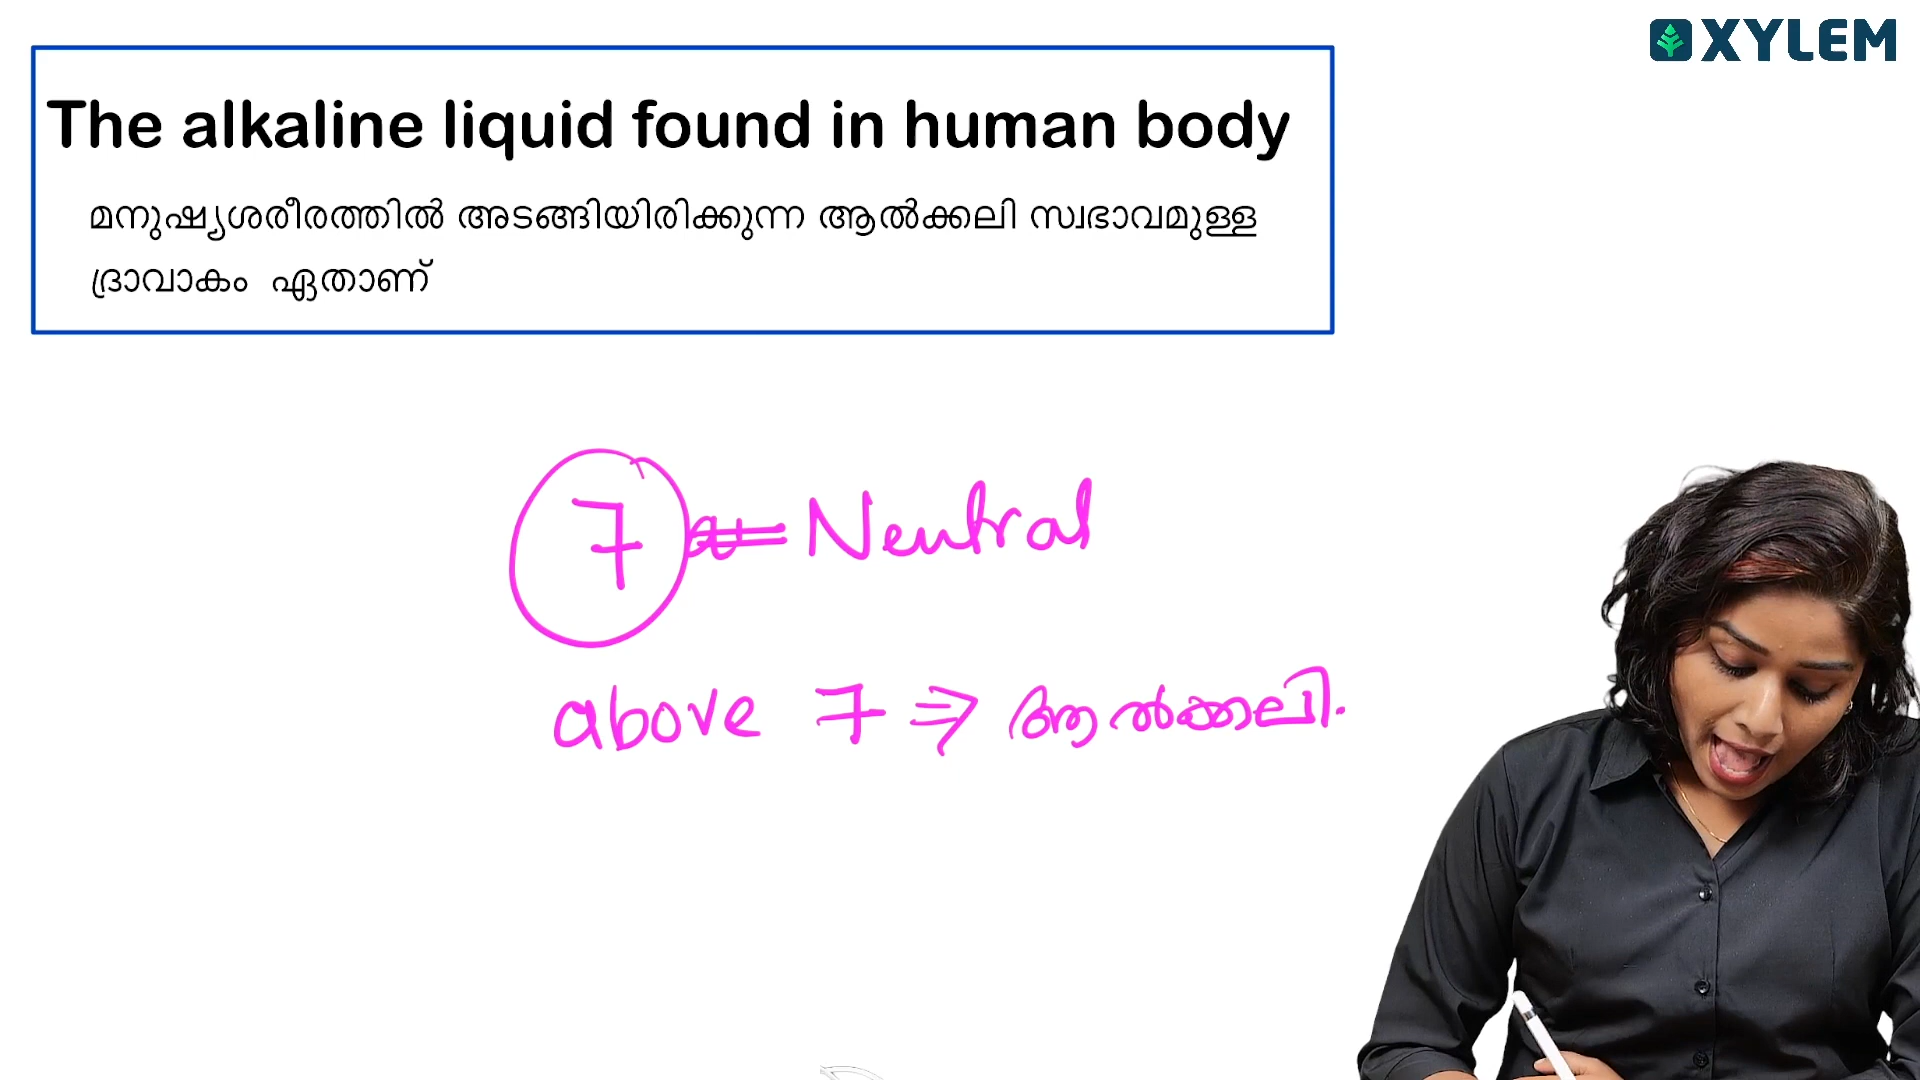 XYLEM
The alkaline liquid found in human body
മനുഷ്യശരീരത്തിൽ അടങ്ങിയിരിക്കുന്ന ആൽക്കലി സ്വഭാവമുള്ള
ദ്രാവാകം ഏതാണ്
7 = Neutral
above 7 ⇒ ആൽക്കലി.